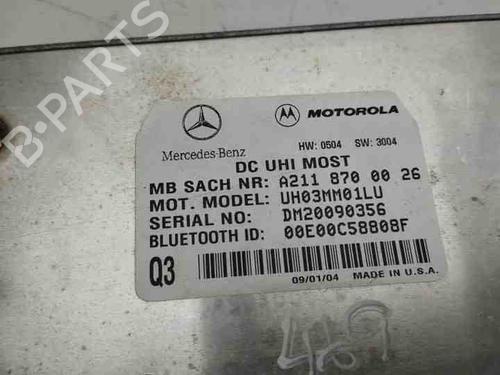 Mercedes-Benz
MOTOROLA
HW: 0504 SW: 3004
DC UHI MOST
MB SACH NR: A211 870 00 26
MOT. MODEL: UH03MM01LU
SERIAL NO: DM20090356
BLUETOOTH ID: 00E00C58808F
Q3
09/01/04 MADE IN U.S.A.